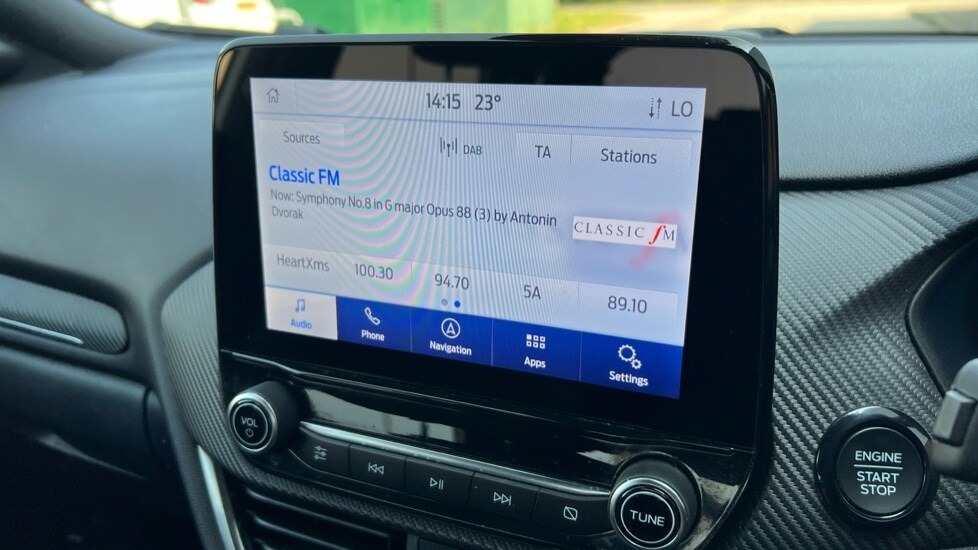 14:15 23° LO
Sources DAB TA Stations
Classic FM
Now: Symphony No.8 in G major Opus 88 (3) by Antonin
Dvorak
CLASSIC fM
HeartXms 100.30 94.70 5A 89.10
Audio Phone Navigation Apps Settings
VOL
TUNE
ENGINE
START
STOP